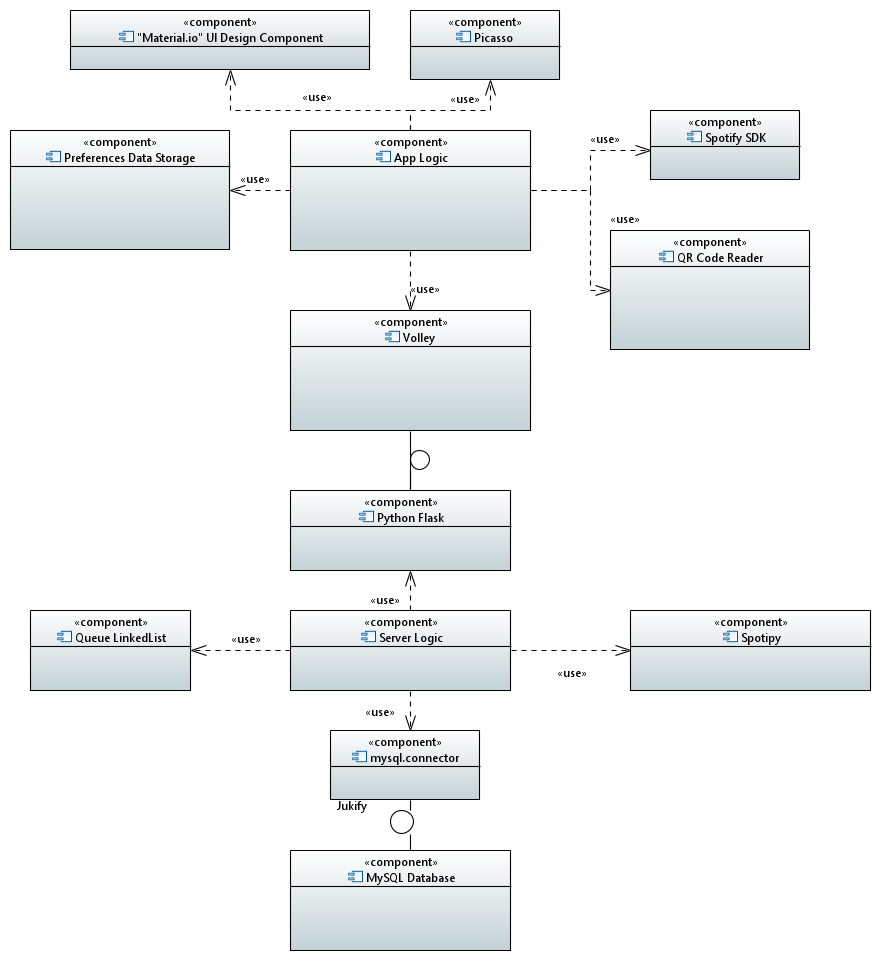 «component»
"Material.io" UI Design Component
«component»
Picasso
«use»
«use»
«component»
Preferences Data Storage
«component»
App Logic
«component»
Spotify SDK
«use»
«use»
«use»
«component»
QR Code Reader
«use»
«component»
Volley
«component»
Python Flask
«use»
«component»
Queue LinkedList
«component»
Server Logic
«component»
Spotipy
«use»
«use»
«use»
«component»
mysql.connector
Jukify
«component»
MySQL Database